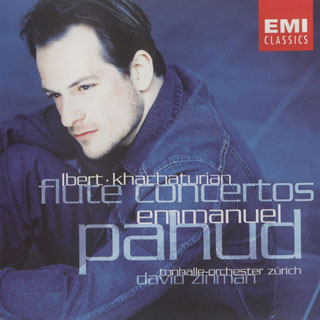 EMI
CLASSICS
Ibert · khachaturian
flute concertos
emmanuel
pahud
tonhalle-orchester zürich
david zinman